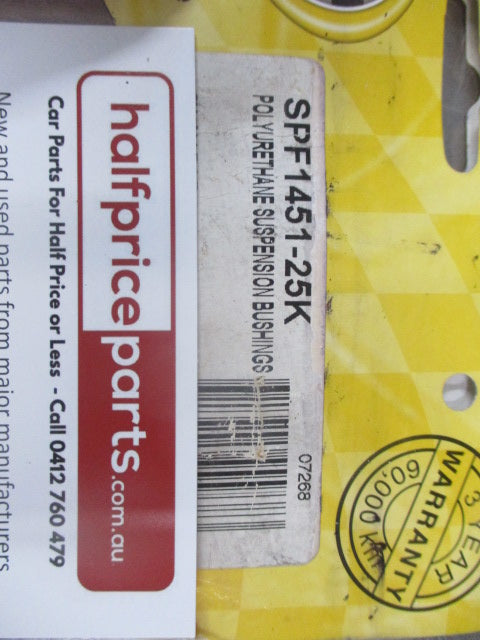 SPF1451-25K
POLYURETHANE SUSPENSION BUSHINGS
07268
3 YEAR
WARRANTY
60,000 KM
halfpriceparts.com.au
Car Parts For Half Price or Less - Call 0412 760 479
New and used parts from major manufacturers